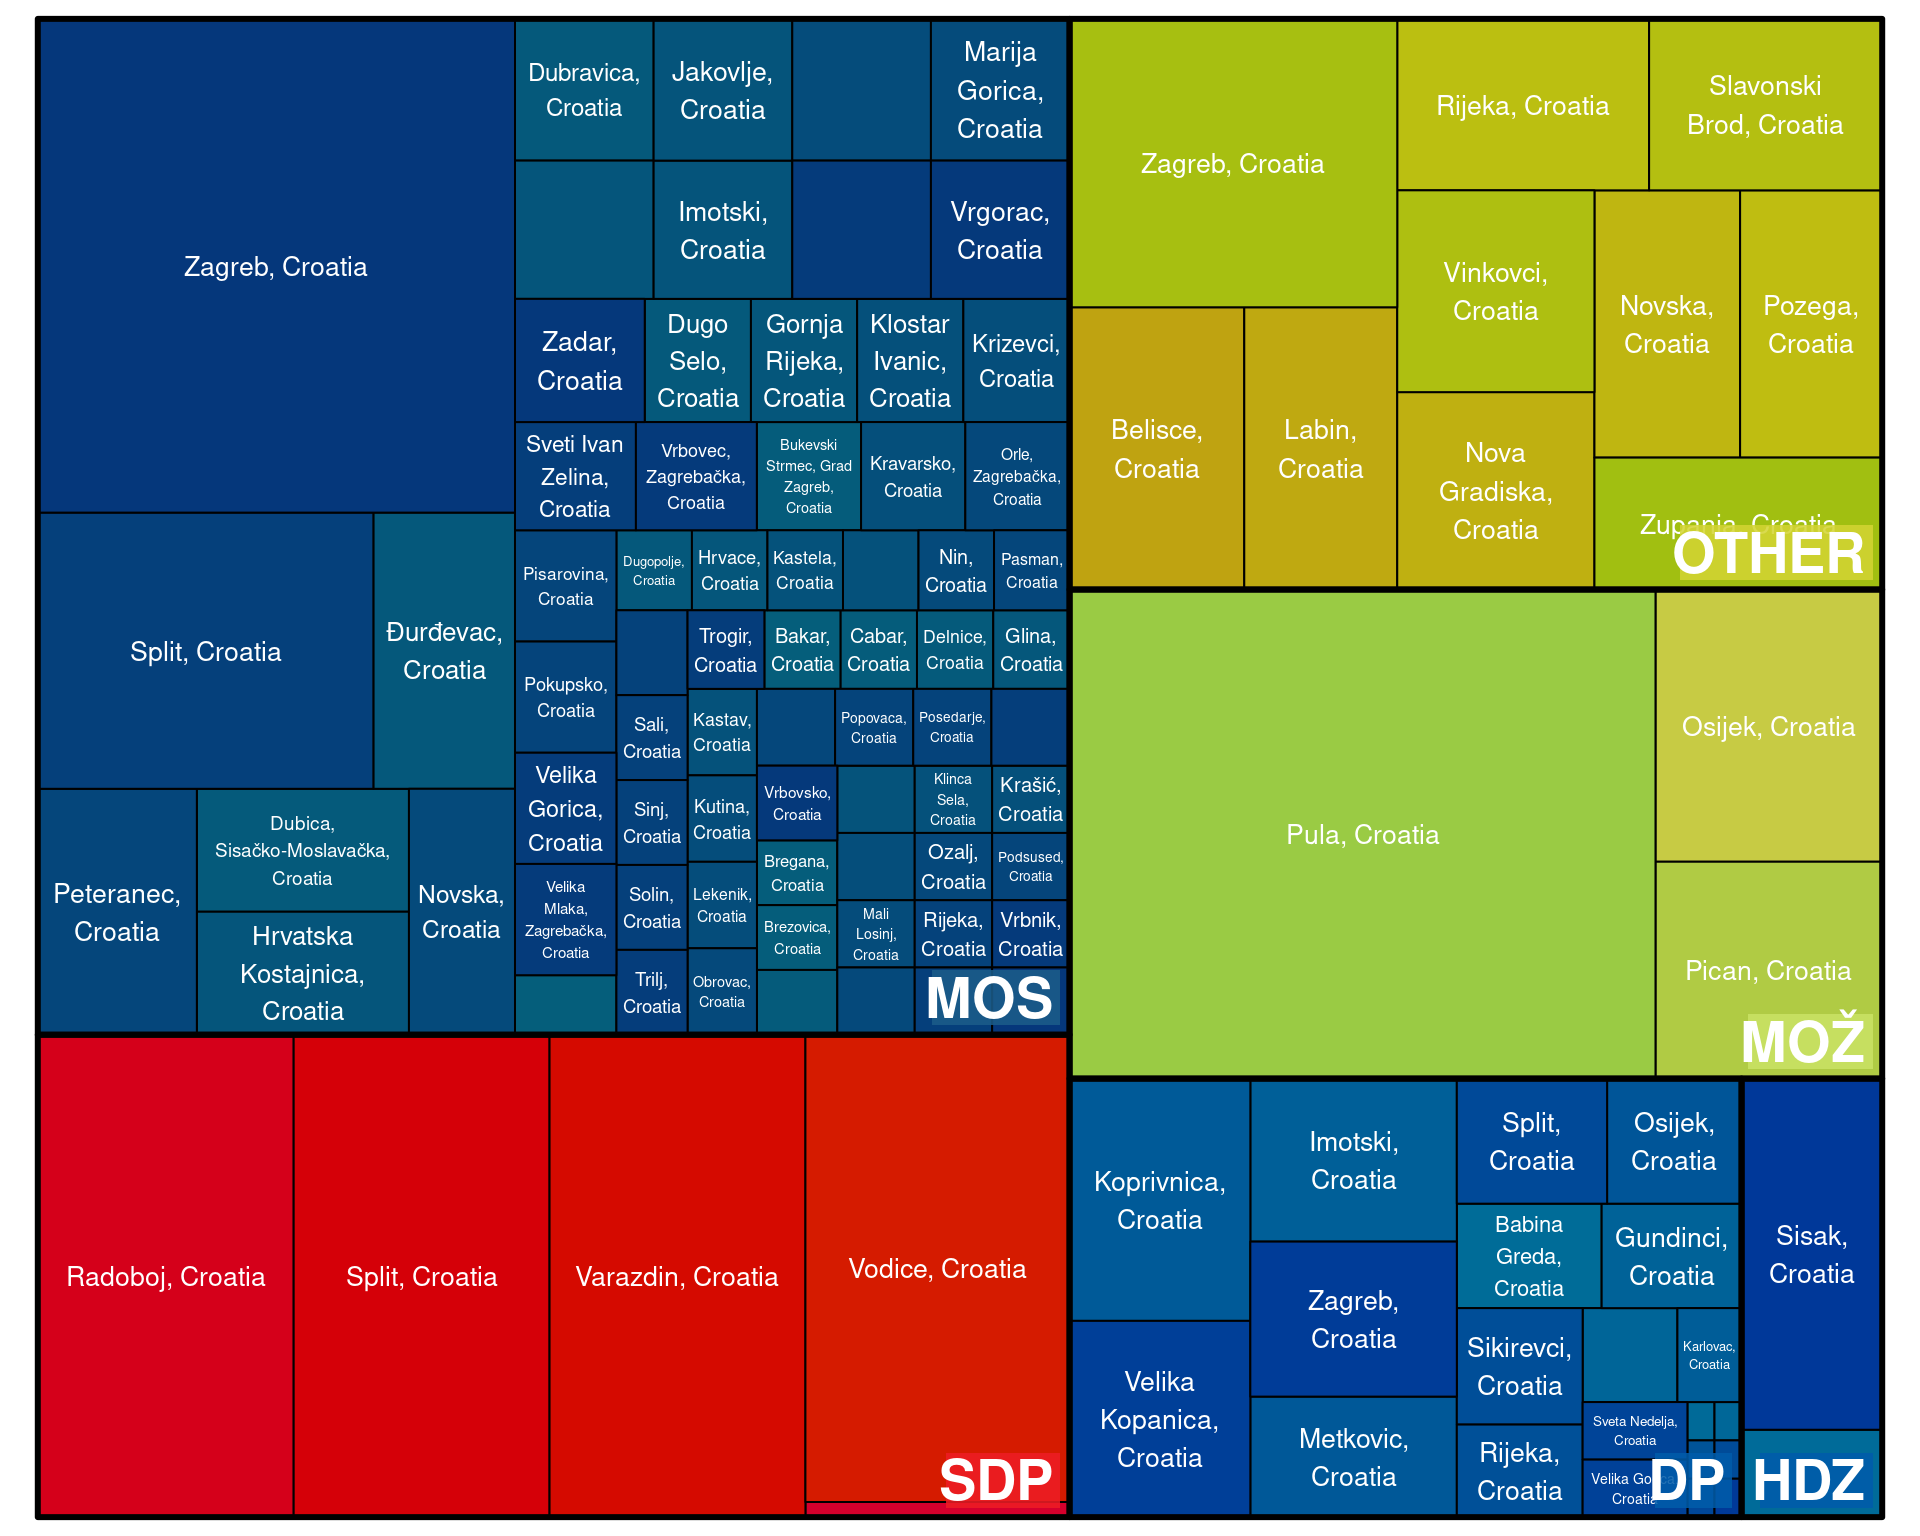 Zagreb, Croatia
Split, Croatia
Đurđevac,
Croatia
Peteranec,
Croatia
Dubica,
Sisačko-Moslavačka,
Croatia
Hrvatska
Kostajnica,
Croatia
Novska,
Croatia
Dubravica,
Croatia
Jakovlje,
Croatia
Marija
Gorica,
Croatia
Imotski,
Croatia
Vrgorac,
Croatia
Zadar,
Croatia
Dugo
Selo,
Croatia
Gornja
Rijeka,
Croatia
Klostar
Ivanic,
Croatia
Krizevci,
Croatia
Sveti Ivan
Zelina,
Croatia
Vrbovec,
Zagrebačka,
Croatia
Bukevski
Strmec, Grad
Zagreb,
Croatia
Kravarsko,
Croatia
Orle,
Zagrebačka,
Croatia
Pisarovina,
Croatia
Pokupsko,
Croatia
Velika
Gorica,
Croatia
Velika
Mlaka,
Zagrebačka,
Croatia
Dugopolje,
Croatia
Hrvace,
Croatia
Kastela,
Croatia
Nin,
Croatia
Pasman,
Croatia
Sali,
Croatia
Sinj,
Croatia
Solin,
Croatia
Trilj,
Croatia
Trogir,
Croatia
Bakar,
Croatia
Cabar,
Croatia
Delnice,
Croatia
Glina,
Croatia
Kastav,
Croatia
Kutina,
Croatia
Lekenik,
Croatia
Obrovac,
Croatia
Popovaca,
Croatia
Posedarje,
Croatia
Vrbovsko,
Croatia
Bregana,
Croatia
Brezovica,
Croatia
Klinca
Sela,
Croatia
Krašić,
Croatia
Ozalj,
Croatia
Podsused,
Croatia
Mali
Losinj,
Croatia
Rijeka,
Croatia
Vrbnik,
Croatia
MOS
Radoboj, Croatia
Split, Croatia
Varazdin, Croatia
Vodice, Croatia
SDP
Zagreb, Croatia
Rijeka, Croatia
Slavonski
Brod, Croatia
Belisce,
Croatia
Labin,
Croatia
Vinkovci,
Croatia
Nova
Gradiska,
Croatia
Novska,
Croatia
Pozega,
Croatia
Zupanja, Croatia
OTHER
Pula, Croatia
Osijek, Croatia
Pican, Croatia
MOŽ
Koprivnica,
Croatia
Velika
Kopanica,
Croatia
Imotski,
Croatia
Zagreb,
Croatia
Metkovic,
Croatia
Split,
Croatia
Osijek,
Croatia
Babina
Greda,
Croatia
Gundinci,
Croatia
Sikirevci,
Croatia
Rijeka,
Croatia
Karlovac,
Croatia
Sveta Nedelja,
Croatia
Velika Gorica,
Croatia
DP
Sisak,
Croatia
HDZ